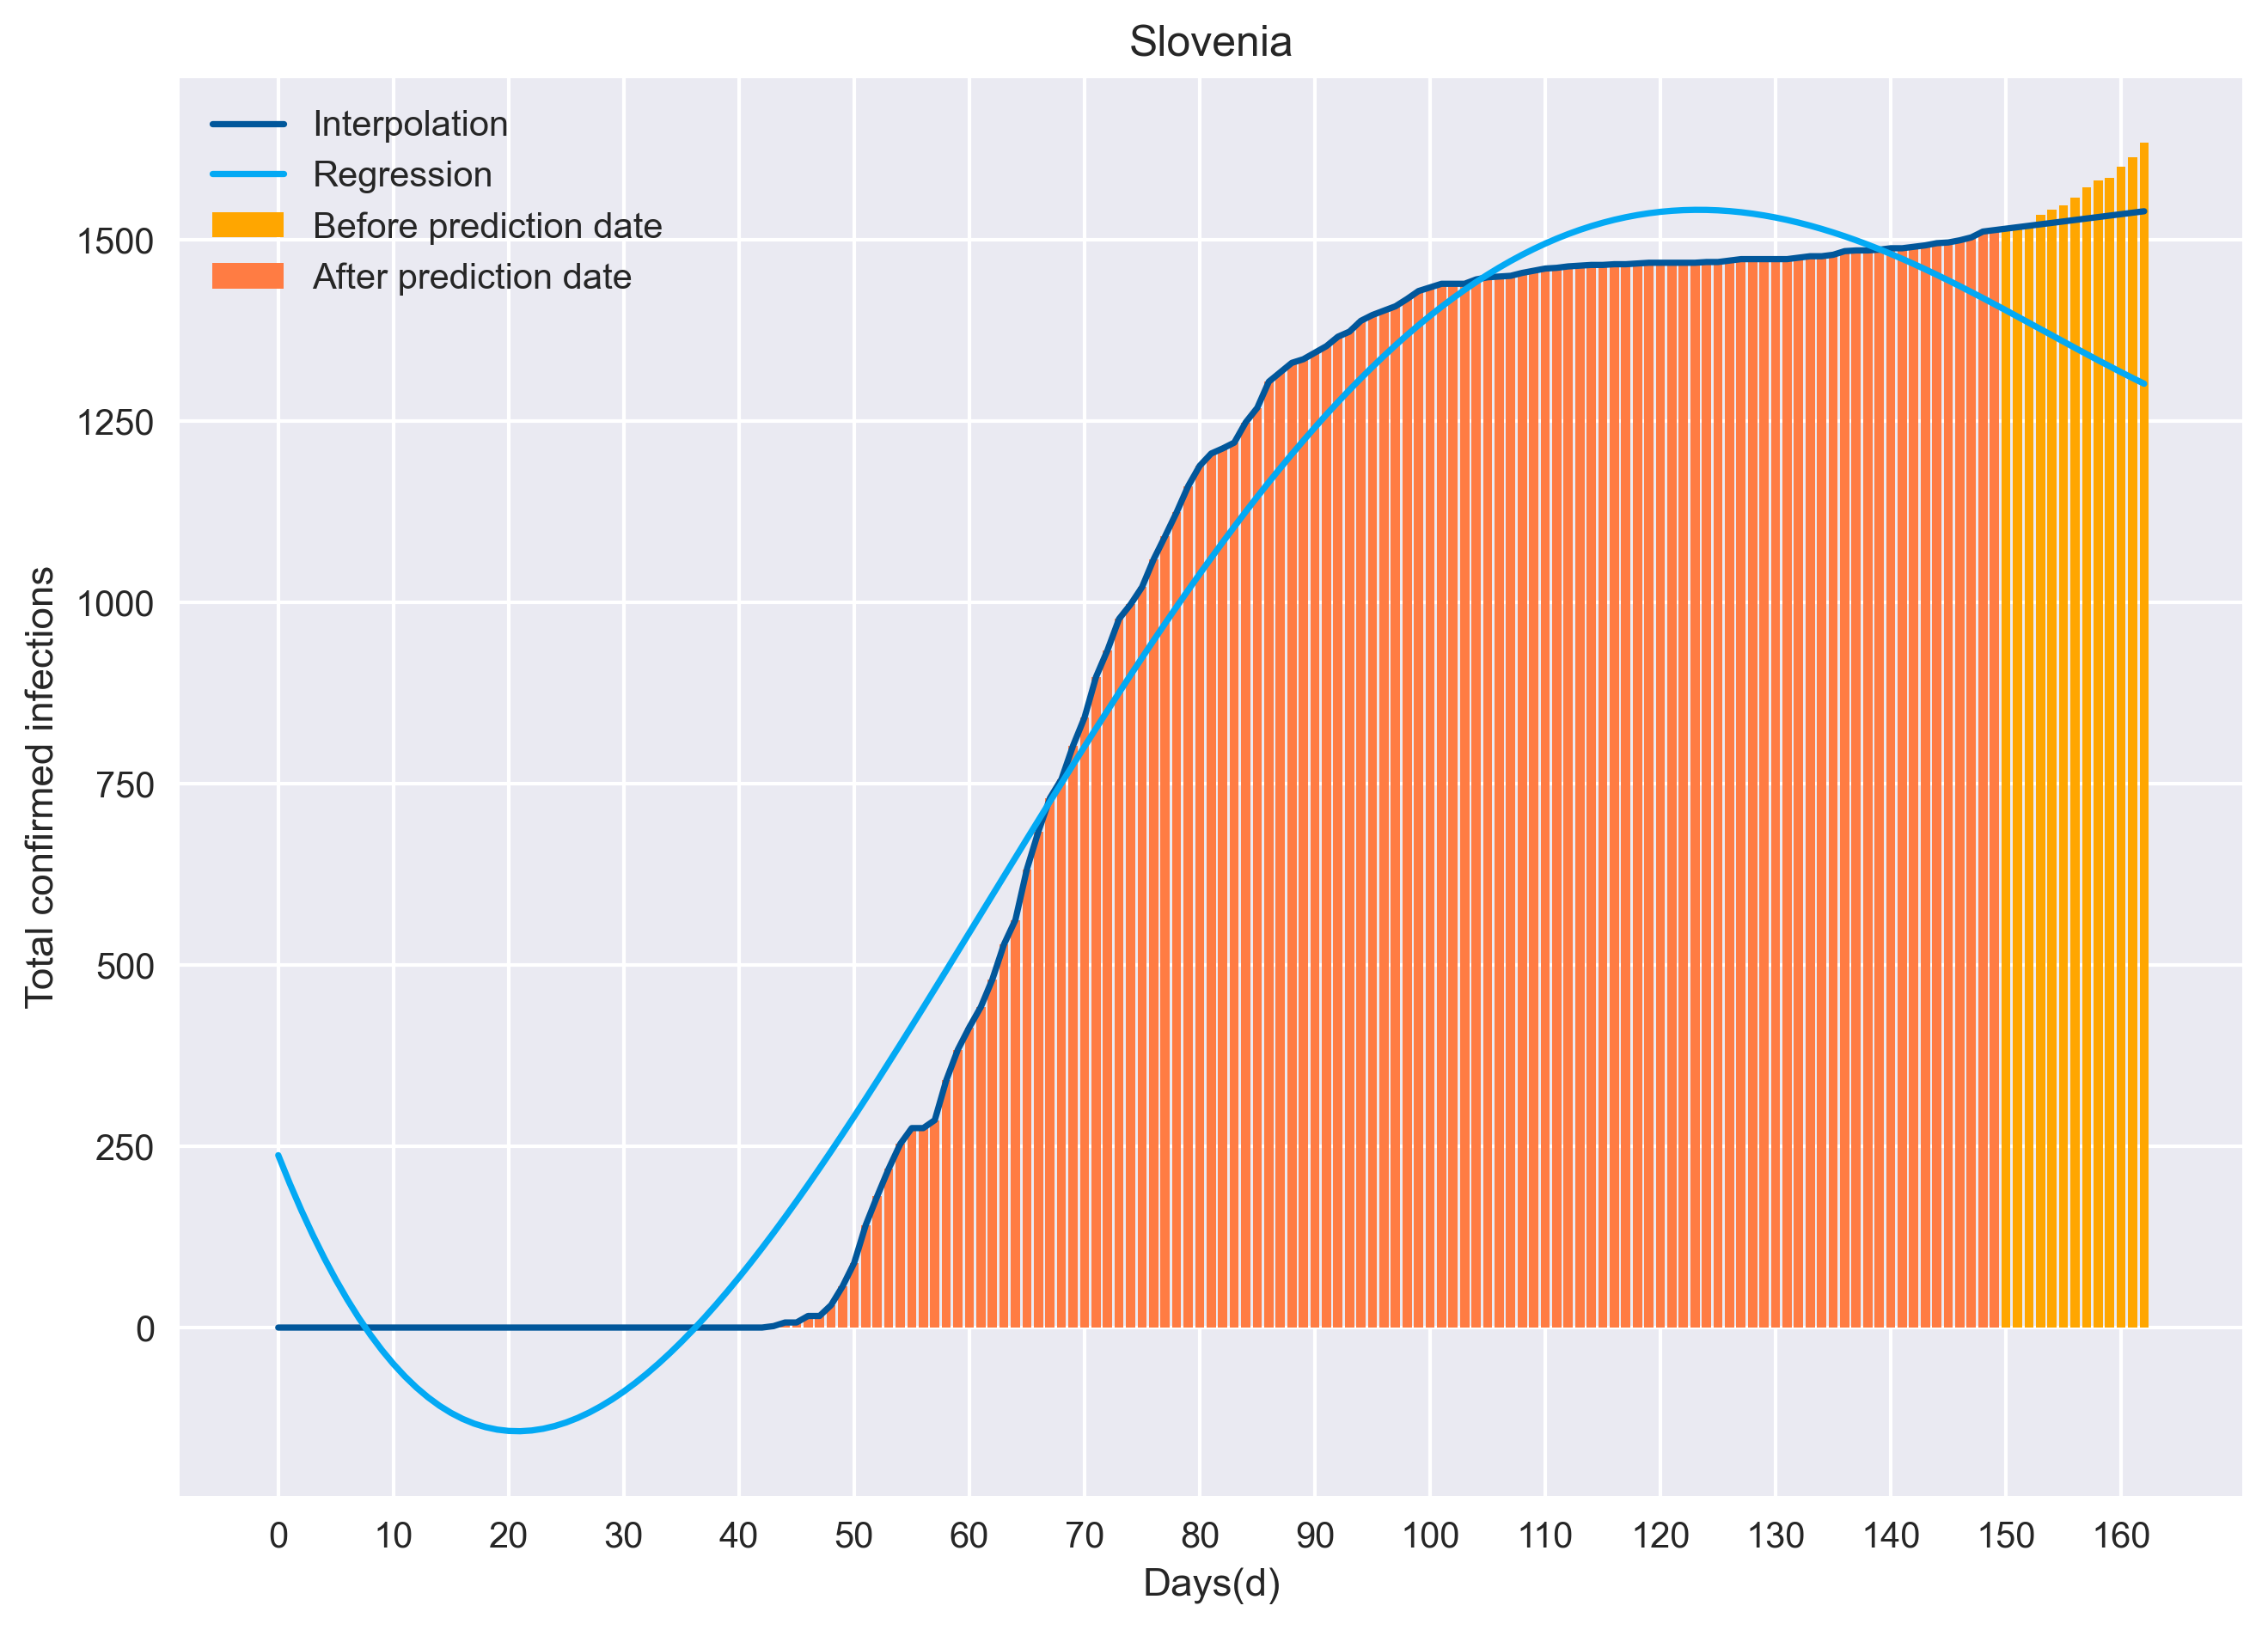 Slovenia
Interpolation
Regression
Before prediction date
After prediction date
1500
1250
1000
750
500
250
0
Total confirmed infections
0 10 20 30 40 50 60 70 80 90 100 110 120 130 140 150 160
Days(d)